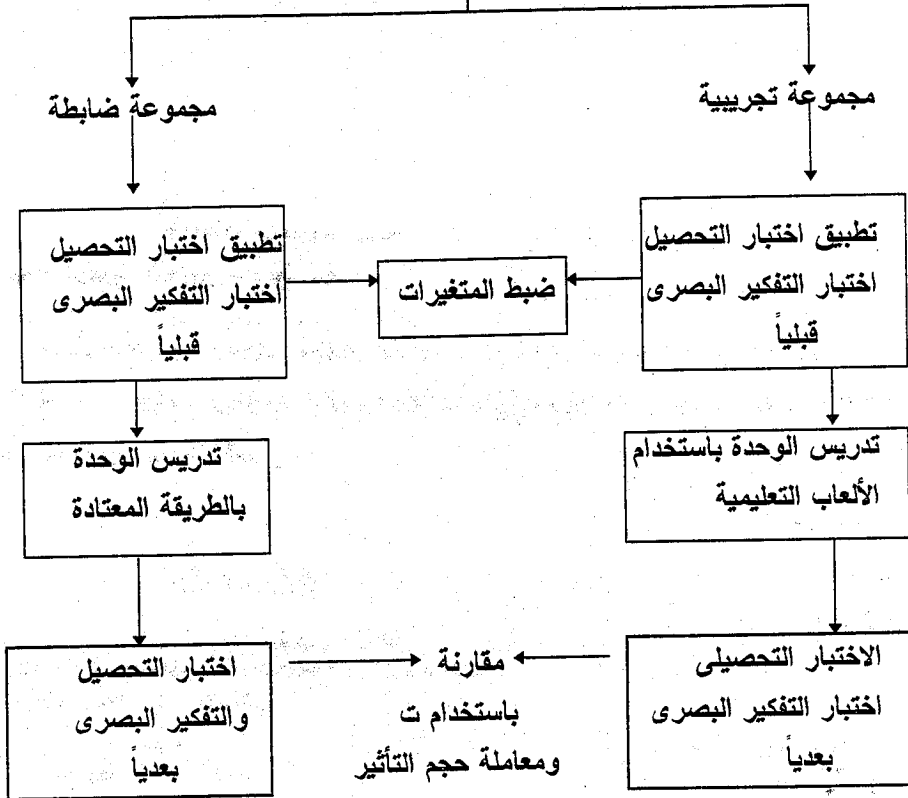 مجموعة تجريبية
مجموعة ضابطة
تطبيق اختبار التحصيل
اختبار التفكير البصرى
قبلياً
ضبط المتغيرات
تطبيق اختبار التحصيل
اختبار التفكير البصرى
قبلياً
تدريس الوحدة باستخدام
الألعاب التعليمية
تدريس الوحدة
بالطريقة المعتادة
الاختبار التحصيلى
اختبار التفكير البصرى
بعدياً
مقارنة
باستخدام ت
ومعاملة حجم التأثير
اختبار التحصيل
والتفكير البصرى
بعدياً